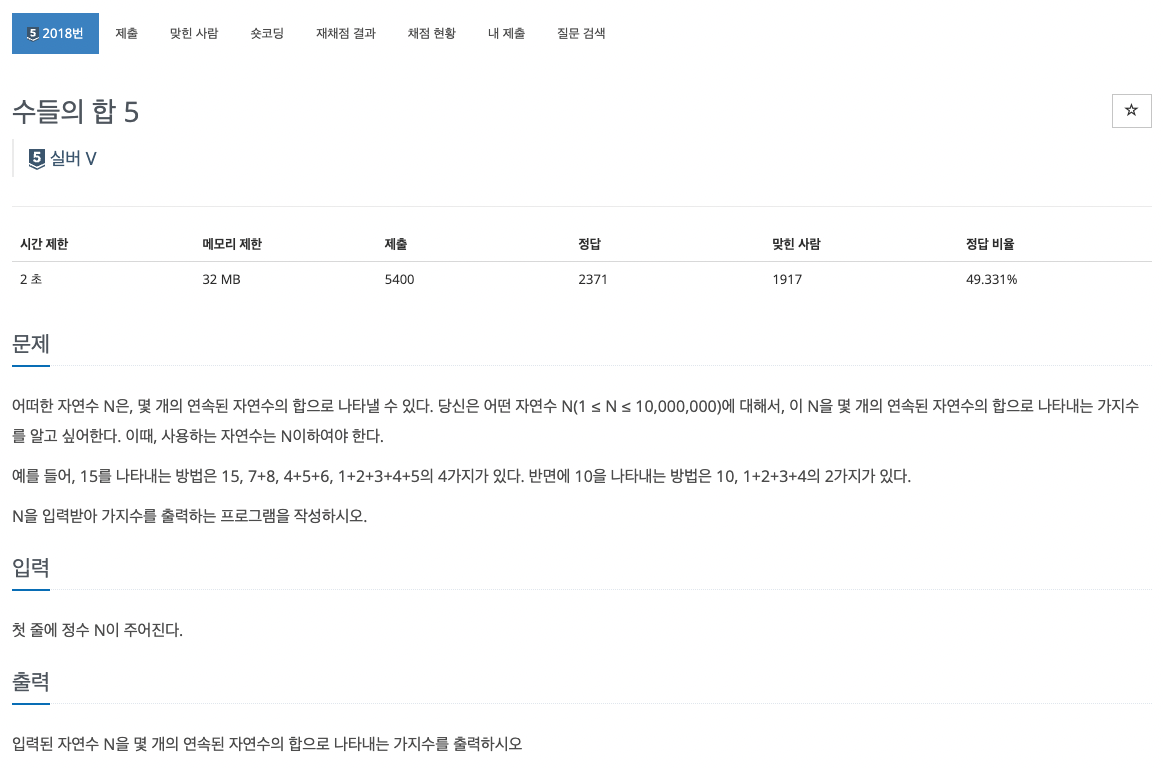 5 2018번 제출 맞힌 사람 숏코딩 재채점 결과 채점 현황 내 제출 질문 검색
수들의 합 5
5 실버 V
시간 제한 메모리 제한 제출 정답 맞힌 사람 정답 비율
2 초 32 MB 5400 2371 1917 49.331%
문제
어떠한 자연수 N은, 몇 개의 연속된 자연수의 합으로 나타낼 수 있다. 당신은 어떤 자연수 N(1 ≤ N ≤ 10,000,000)에 대해서, 이 N을 몇 개의 연속된 자연수의 합으로 나타내는 가지수
를 알고 싶어한다. 이때, 사용하는 자연수는 N이하여야 한다.
예를 들어, 15를 나타내는 방법은 15, 7+8, 4+5+6, 1+2+3+4+5의 4가지가 있다. 반면에 10을 나타내는 방법은 10, 1+2+3+4의 2가지가 있다.
N을 입력받아 가지수를 출력하는 프로그램을 작성하시오.
입력
첫 줄에 정수 N이 주어진다.
출력
입력된 자연수 N을 몇 개의 연속된 자연수의 합으로 나타내는 가지수를 출력하시오